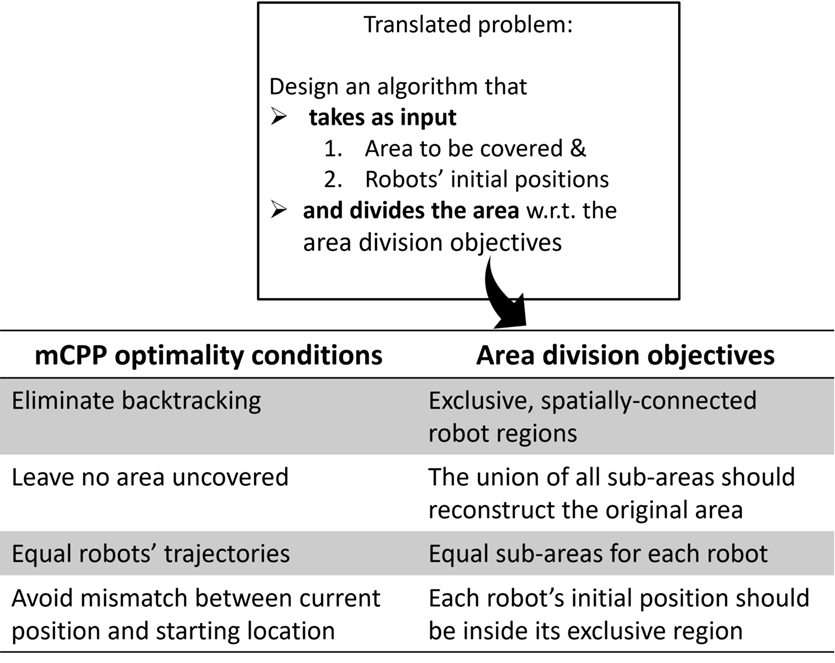 Translated problem:
Design an algorithm that
➢ takes as input
1. Area to be covered &
2. Robots’ initial positions
➢ and divides the area w.r.t. the
area division objectives
mCPP optimality conditions
Area division objectives
Eliminate backtracking
Exclusive, spatially-connected
robot regions
Leave no area uncovered
The union of all sub-areas should
reconstruct the original area
Equal robots’ trajectories
Equal sub-areas for each robot
Avoid mismatch between current
position and starting location
Each robot’s initial position should
be inside its exclusive region